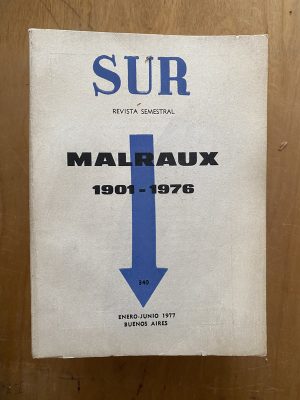 SUR
REVISTA SEMESTRAL
MALRAUX
1901-1976
340
ENERO-JUNIO 1977
BUENOS AIRES